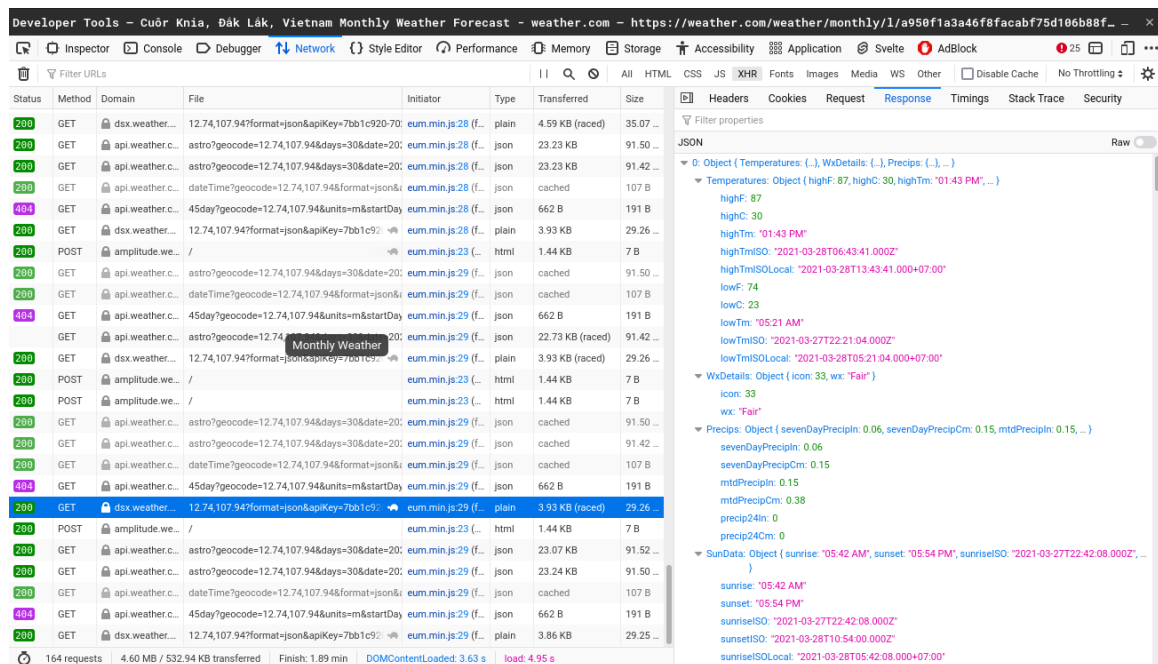 Developer Tools — Cuôr Knia, Đắk Lắk, Vietnam Monthly Weather Forecast - weather.com — https://weather.com/weather/monthly/l/a950f1a3a46f8facabf75d106b88f…
Inspector Console Debugger Network Style Editor Performance Memory Storage Accessibility Application Svelte AdBlock 25
Filter URLs All HTML CSS JS XHR Fonts Images Media WS Other Disable Cache No Throttling
Status Method Domain File Initiator Type Transferred Size
200 GET dsx.weather.… 12.74,107.94?format=json&apiKey=7bb1c920-70 eum.min.js:28 (f… plain 4.59 KB (raced) 35.07 …
200 GET api.weather.c… astro?geocode=12.74,107.94&days=30&date=20 eum.min.js:28 (f… json 23.23 KB 91.50 …
200 GET api.weather.c… astro?geocode=12.74,107.94&days=30&date=20 eum.min.js:28 (f… json 23.23 KB 91.42 …
200 GET api.weather.c… dateTime?geocode=12.74,107.94&format=json& eum.min.js:28 (f… json cached 107 B
404 GET api.weather.c… 45day?geocode=12.74,107.94&units=m&startDay eum.min.js:28 (f… json 662 B 191 B
200 GET dsx.weather.… 12.74,107.94?format=json&apiKey=7bb1c92 eum.min.js:28 (f… plain 3.93 KB 29.26 …
200 POST amplitude.we… / eum.min.js:23 (… html 1.44 KB 7 B
200 GET api.weather.c… astro?geocode=12.74,107.94&days=30&date=20 eum.min.js:29 (f… json cached 91.50 …
200 GET api.weather.c… dateTime?geocode=12.74,107.94&format=json& eum.min.js:29 (f… json cached 107 B
404 GET api.weather.c… 45day?geocode=12.74,107.94&units=m&startDay eum.min.js:29 (f… json 662 B 191 B
GET api.weather.c… astro?geocode=12.74 eum.min.js:29 (f… json 22.73 KB (raced) 91.42 …
Monthly Weather
200 GET dsx.weather.… 12.74,107.94?format=json&apiKey=7bb1c92 eum.min.js:29 (f… plain 3.93 KB (raced) 29.26 …
200 POST amplitude.we… / eum.min.js:23 (… html 1.44 KB 7 B
200 POST amplitude.we… / eum.min.js:23 (… html 1.44 KB 7 B
200 GET api.weather.c… astro?geocode=12.74,107.94&days=30&date=20 eum.min.js:29 (f… json cached 91.50 …
200 GET api.weather.c… astro?geocode=12.74,107.94&days=30&date=20 eum.min.js:29 (f… json cached 91.42 …
200 GET api.weather.c… dateTime?geocode=12.74,107.94&format=json& eum.min.js:29 (f… json cached 107 B
404 GET api.weather.c… 45day?geocode=12.74,107.94&units=m&startDay eum.min.js:29 (f… json 662 B 191 B
200 GET dsx.weather.… 12.74,107.94?format=json&apiKey=7bb1c92 eum.min.js:29 (f… plain 3.93 KB (raced) 29.26 …
200 POST amplitude.we… / eum.min.js:23 (… html 1.44 KB 7 B
200 GET api.weather.c… astro?geocode=12.74,107.94&days=30&date=20 eum.min.js:29 (f… json 23.07 KB 91.52 …
200 GET api.weather.c… astro?geocode=12.74,107.94&days=30&date=20 eum.min.js:29 (f… json 23.24 KB 91.50 …
200 GET api.weather.c… dateTime?geocode=12.74,107.94&format=json& eum.min.js:29 (f… json cached 107 B
404 GET api.weather.c… 45day?geocode=12.74,107.94&units=m&startDay eum.min.js:29 (f… json 662 B 191 B
200 GET dsx.weather.… 12.74,107.94?format=json&apiKey=7bb1c92 eum.min.js:29 (f… plain 3.86 KB 29.25 …
164 requests 4.60 MB / 532.94 KB transferred Finish: 1.89 min DOMContentLoaded: 3.63 s load: 4.95 s
Headers Cookies Request Response Timings Stack Trace Security
Filter properties
JSON Raw
0: Object { Temperatures: {…}, WxDetails: {…}, Precips: {…}, … }
Temperatures: Object { highF: 87, highC: 30, highTm: "01:43 PM", … }
highF: 87
highC: 30
highTm: "01:43 PM"
highTmISO: "2021-03-28T06:43:41.000Z"
highTmISOLocal: "2021-03-28T13:43:41.000+07:00"
lowF: 74
lowC: 23
lowTm: "05:21 AM"
lowTmISO: "2021-03-27T22:21:04.000Z"
lowTmISOLocal: "2021-03-28T05:21:04.000+07:00"
WxDetails: Object { icon: 33, wx: "Fair" }
icon: 33
wx: "Fair"
Precips: Object { sevenDayPrecipIn: 0.06, sevenDayPrecipCm: 0.15, mtdPrecipIn: 0.15, … }
sevenDayPrecipIn: 0.06
sevenDayPrecipCm: 0.15
mtdPrecipIn: 0.15
mtdPrecipCm: 0.38
precip24In: 0
precip24Cm: 0
SunData: Object { sunrise: "05:42 AM", sunset: "05:54 PM", sunriseISO: "2021-03-27T22:42:08.000Z", …
}
sunrise: "05:42 AM"
sunset: "05:54 PM"
sunriseISO: "2021-03-27T22:42:08.000Z"
sunsetISO: "2021-03-28T10:54:00.000Z"
sunriseISOLocal: "2021-03-28T05:42:08.000+07:00"